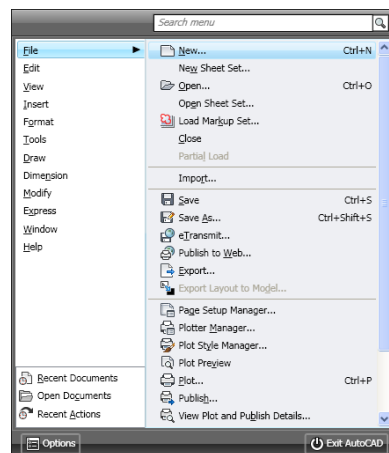 Search menu
File
Edit
View
Insert
Format
Tools
Draw
Dimension
Modify
Express
Window
Help
Recent Documents
Open Documents
Recent Actions
New... Ctrl+N
New Sheet Set...
Open... Ctrl+O
Open Sheet Set...
Load Markup Set...
Close
Partial Load
Import...
Save Ctrl+S
Save As... Ctrl+Shift+S
eTransmit...
Publish to Web...
Export...
Export Layout to Model...
Page Setup Manager...
Plotter Manager...
Plot Style Manager...
Plot Preview
Plot... Ctrl+P
Publish...
View Plot and Publish Details...
Options
Exit AutoCAD